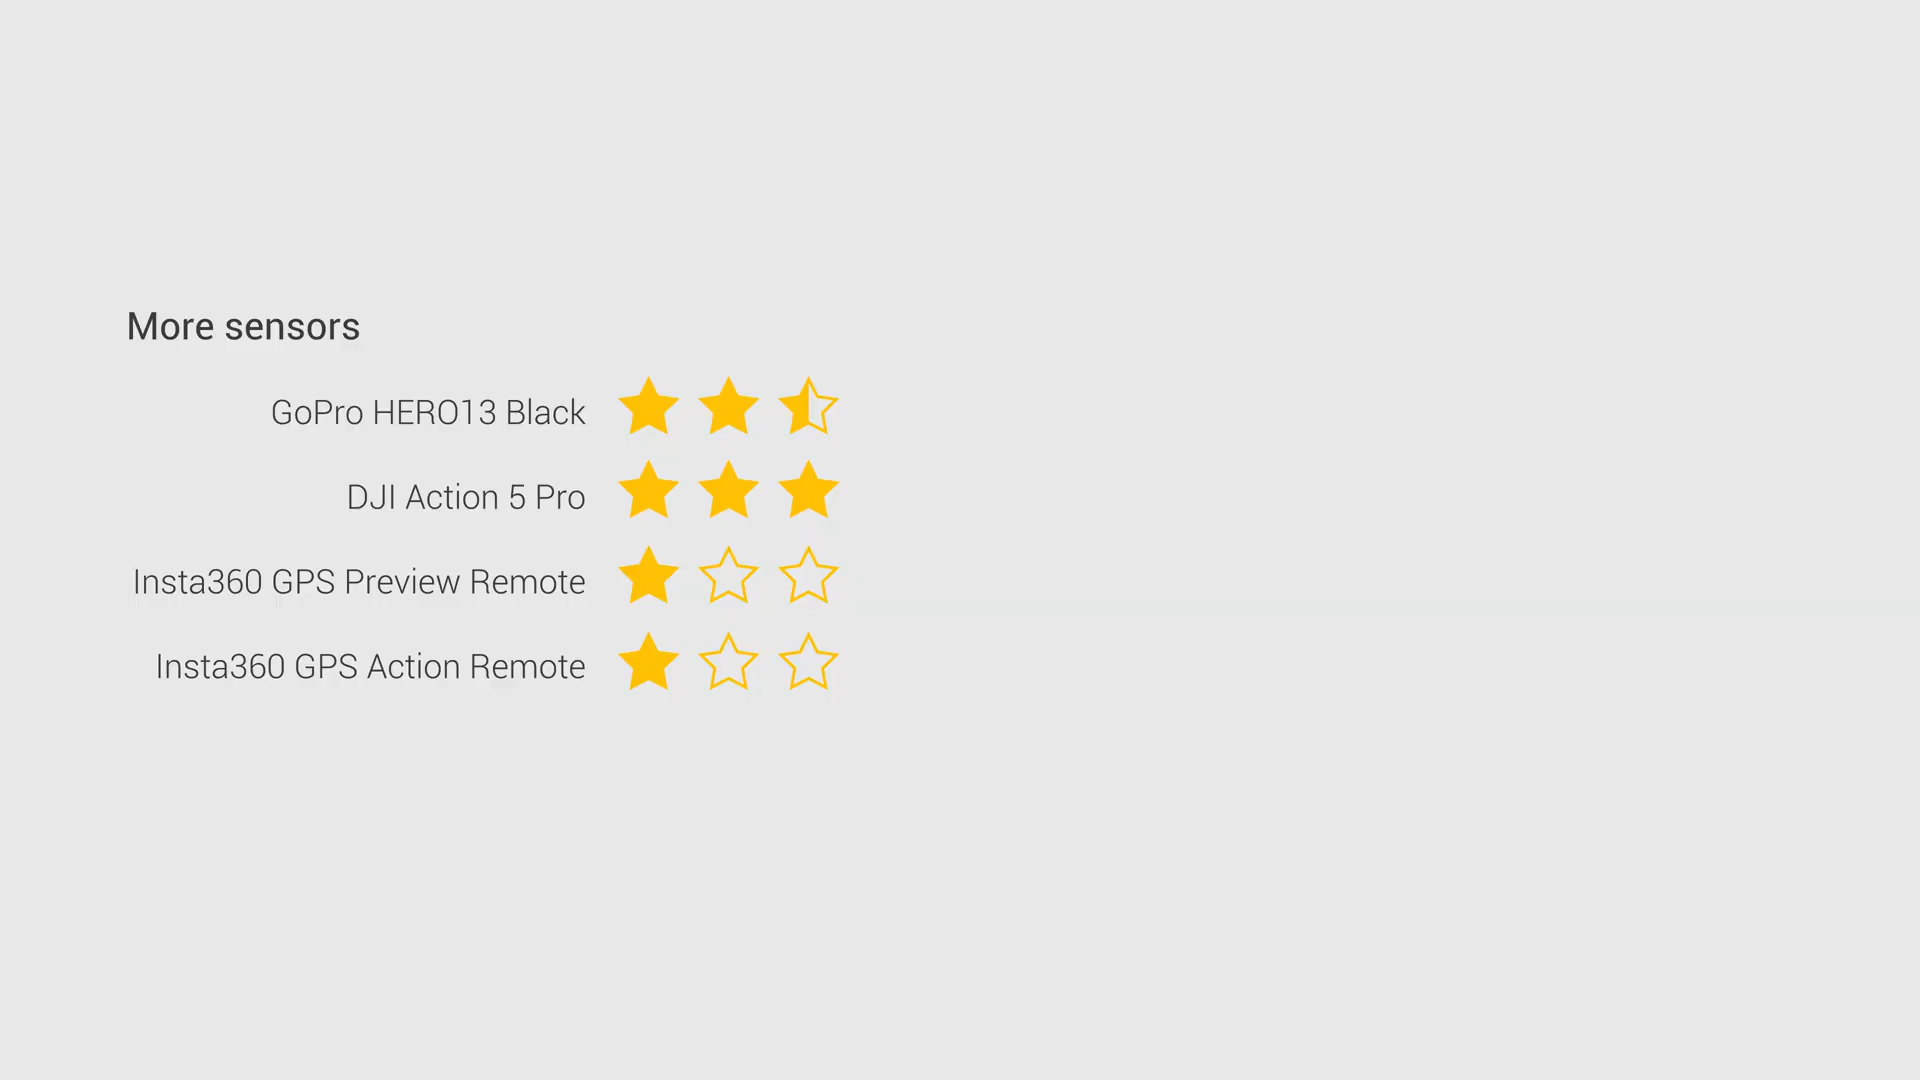 More sensors
GoPro HERO13 Black
DJI Action 5 Pro
Insta360 GPS Preview Remote
Insta360 GPS Action Remote